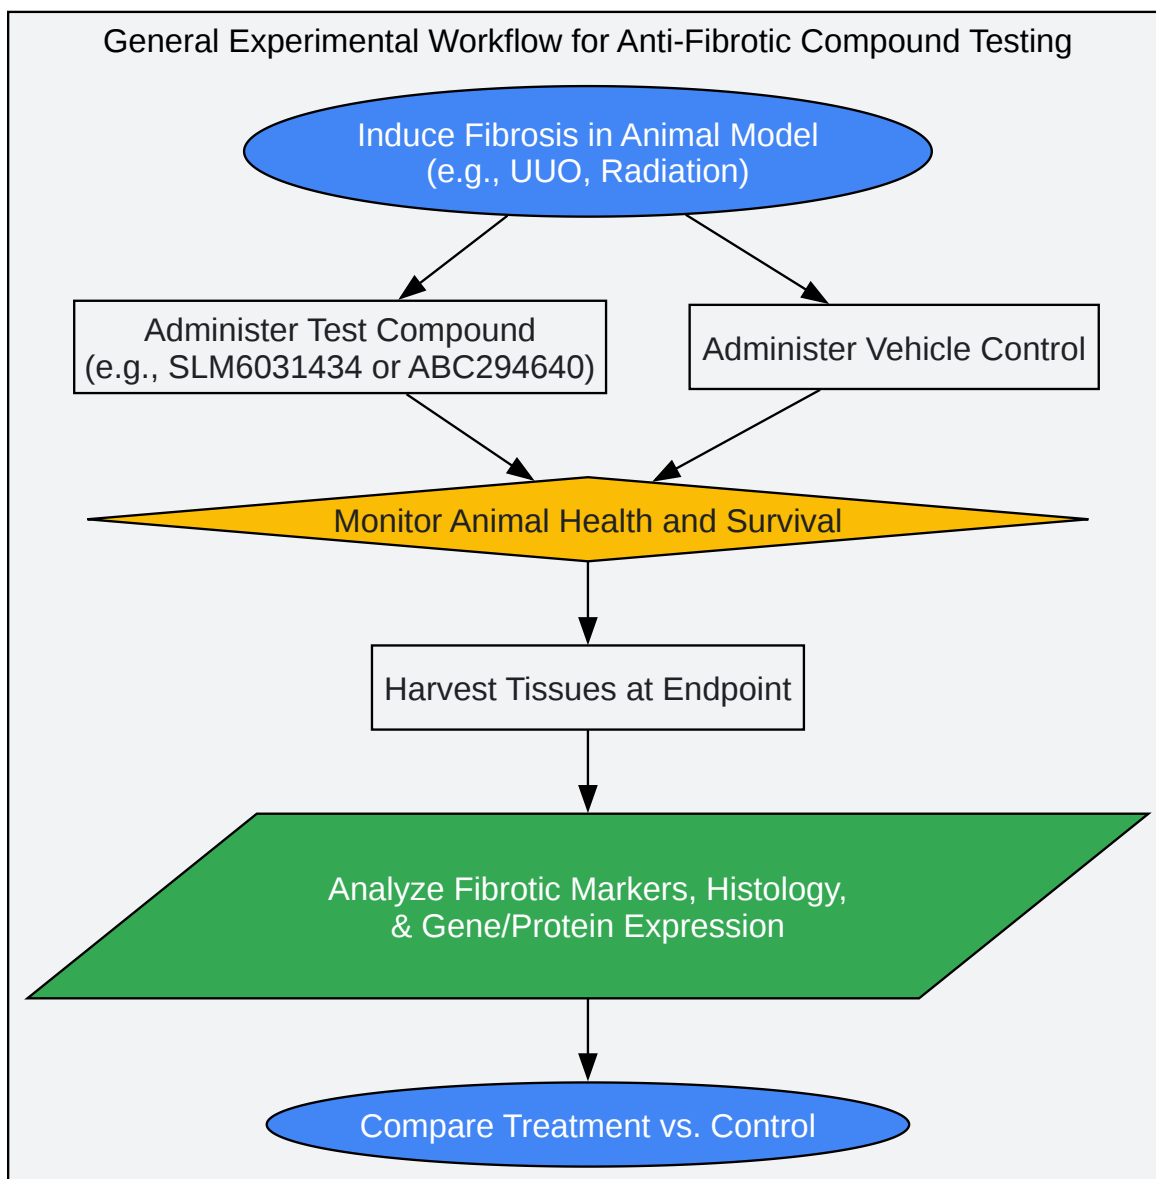 General Experimental Workflow for Anti-Fibrotic Compound Testing
Induce Fibrosis in Animal Model
(e.g., UUO, Radiation)
Administer Test Compound
(e.g., SLM6031434 or ABC294640)
Administer Vehicle Control
Monitor Animal Health and Survival
Harvest Tissues at Endpoint
Analyze Fibrotic Markers, Histology,
& Gene/Protein Expression
Compare Treatment vs. Control